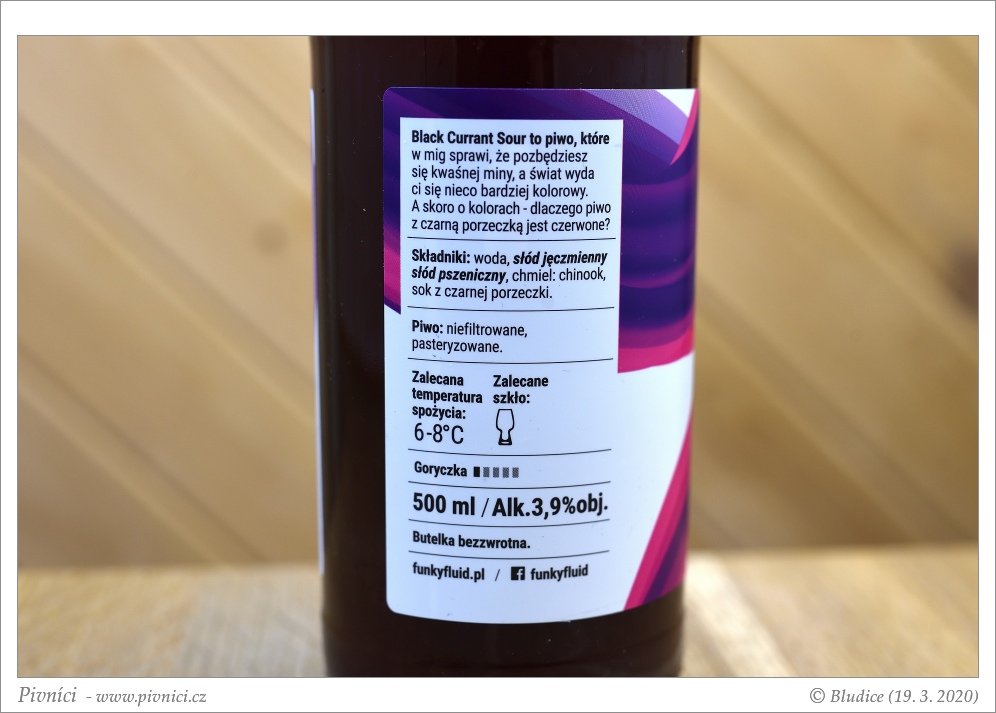 Black Currant Sour to piwo, które
w mig sprawi, że pozbędziesz
się kwaśnej miny, a świat wyda
ci się nieco bardziej kolorowy.
A skoro o kolorach - dlaczego piwo
z czarną porzeczką jest czerwone?
Składniki: woda, słód jęczmienny
słód pszeniczny, chmiel: chinook,
sok z czarnej porzeczki.
Piwo: niefiltrowane,
pasteryzowane.
Zalecana
temperatura
spożycia:
6-8°C
Zalecane
szkło:
Goryczka
500 ml / Alk.3,9%obj.
Butelka bezzwrotna.
funkyfluid.pl / funkyfluid
Pivníci - www.pivnici.cz
© Bludice (19. 3. 2020)